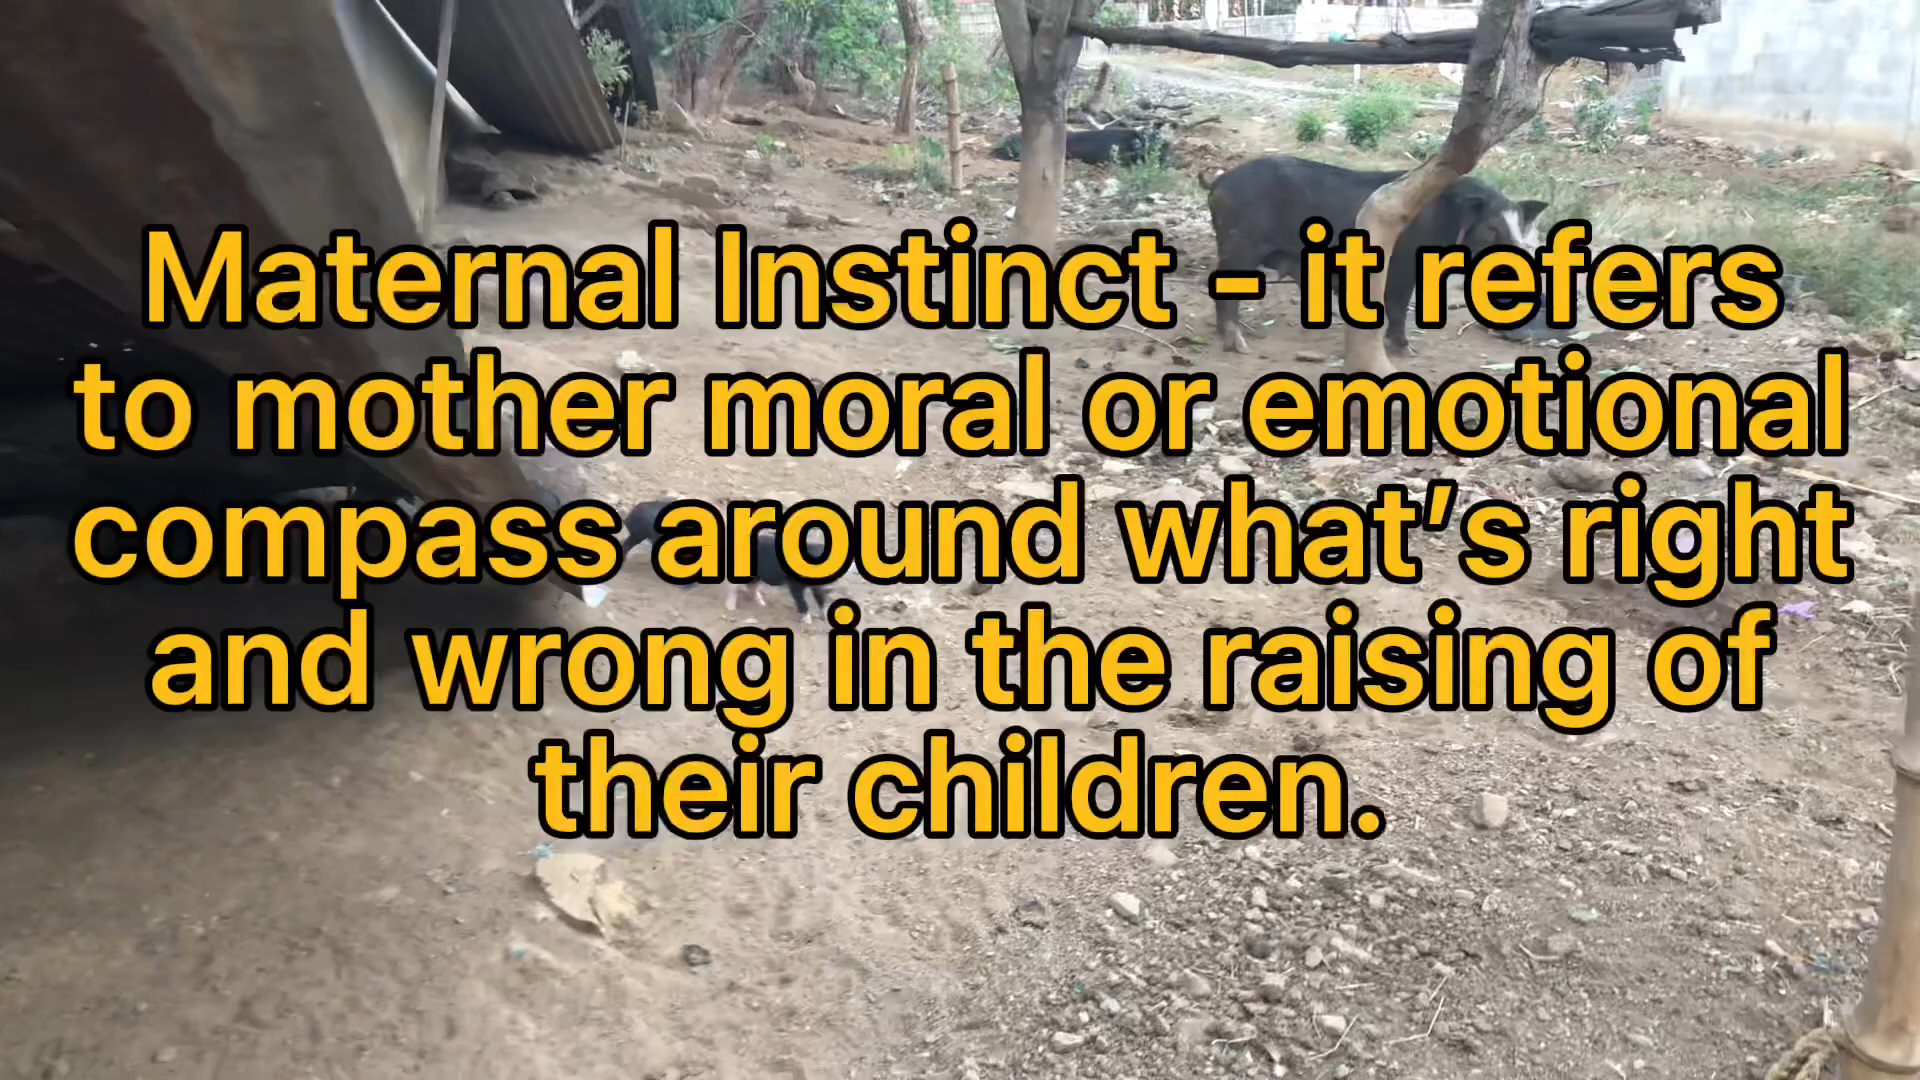 Maternal Instinct - it refers
to mother moral or emotional
compass around what's right
and wrong in the raising of
their children.